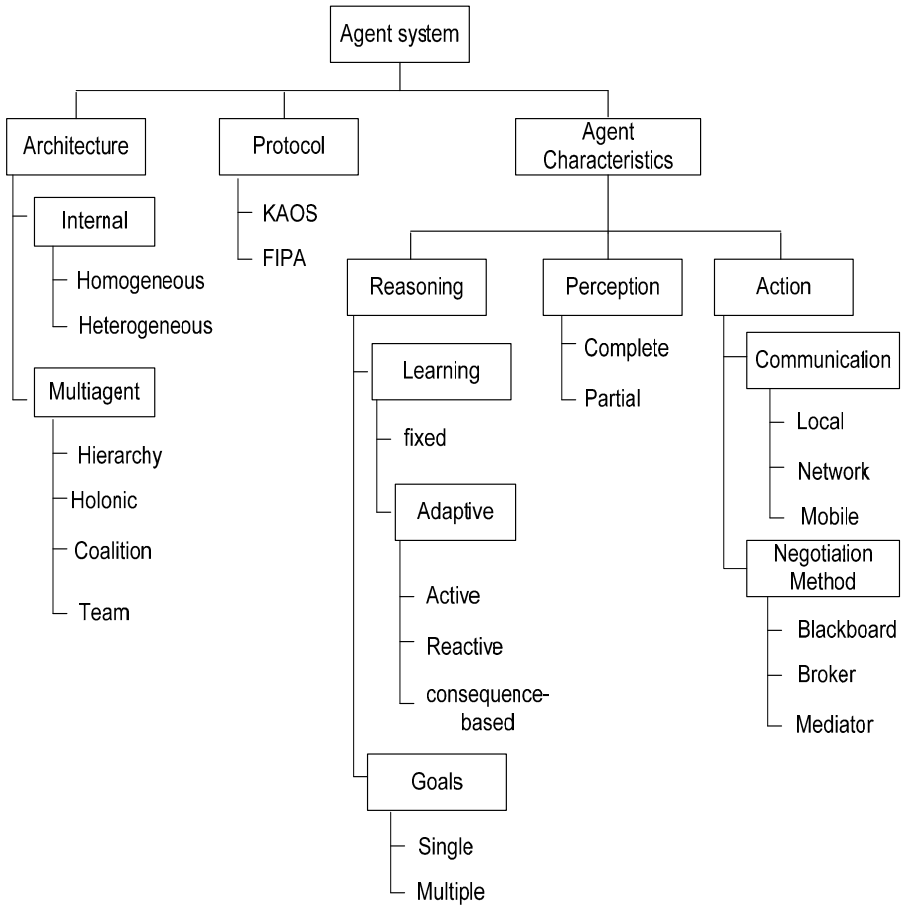 Agent system
Architecture
Protocol
Agent
Characteristics
Internal
Homogeneous
Heterogeneous
Multiagent
Hierarchy
Holonic
Coalition
Team
KAOS
FIPA
Reasoning
Learning
fixed
Adaptive
Active
Reactive
consequence-
based
Goals
Single
Multiple
Perception
Complete
Partial
Action
Communication
Local
Network
Mobile
Negotiation
Method
Blackboard
Broker
Mediator